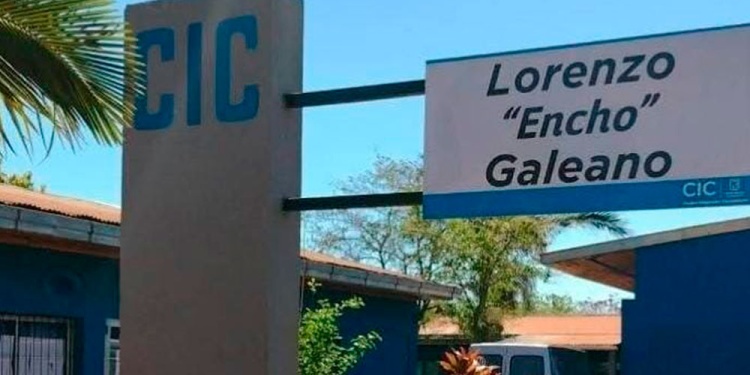 CIC
Lorenzo
"Encho"
Galeano
CIC